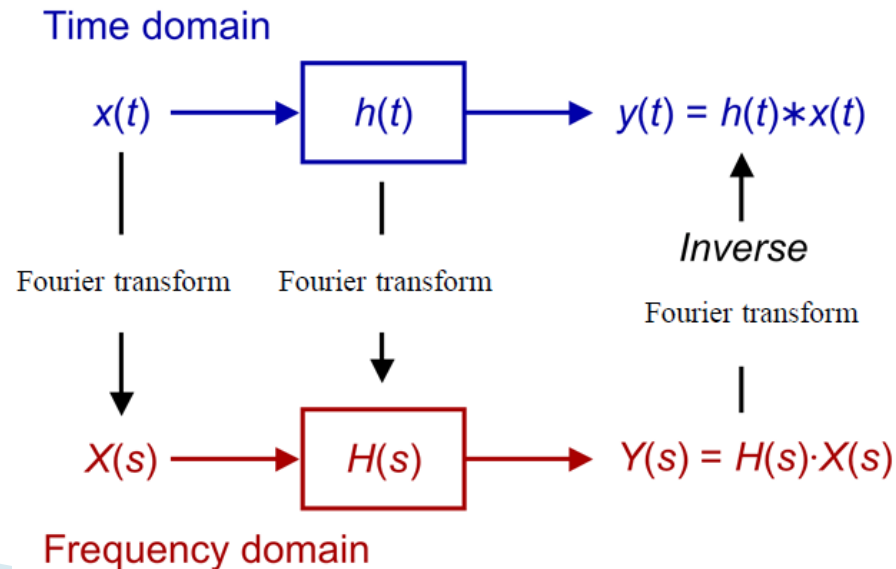 Time domain
x(t)
h(t)
y(t) = h(t)∗x(t)
Inverse
Fourier transform
Fourier transform
Fourier transform
X(s)
H(s)
Y(s) = H(s)·X(s)
Frequency domain